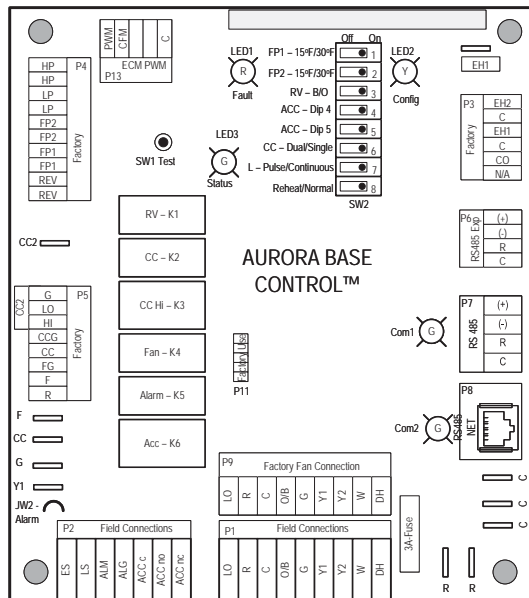 PWM
CFM
C
ECM PWM
P13
LED1
R
Fault
Off On
FP1 – 15ºF/30ºF 1
FP2 – 15ºF/30ºF 2
RV – B/O 3
ACC – Dip 4 4
ACC – Dip 5 5
CC – Dual/Single 6
L – Pulse/Continuous 7
Reheat/Normal 8
SW2
LED2
Y
Config
EH1
P4
HP
HP
LP
LP
FP2
FP2
FP1
FP1
REV
REV
Factory
SW1 Test
LED3
G
Status
P3
Factory
EH2
C
EH1
C
CO
N/A
CC2
RV – K1
CC – K2
CC Hi – K3
Fan – K4
Alarm – K5
Acc – K6
AURORA BASE
CONTROL™
P6
RS485 Exp
(+)
(-)
R
C
CC2
P5
G
LO
HI
CCG
CC
FG
F
R
Factory
Factory Use
P11
Com1
G
P7
RS 485
(+)
(-)
R
C
Com2
G
P8
RS485
NET
F
CC
G
Y1
JW2 -
Alarm
C
C
C
P9 Factory Fan Connection
LO R C O/B G Y1 Y2 W DH
3A-Fuse
P2 Field Connections
ES LS ALM ALG ACC c ACC no ACC nc
P1 Field Connections
LO R C O/B G Y1 Y2 W DH
R R